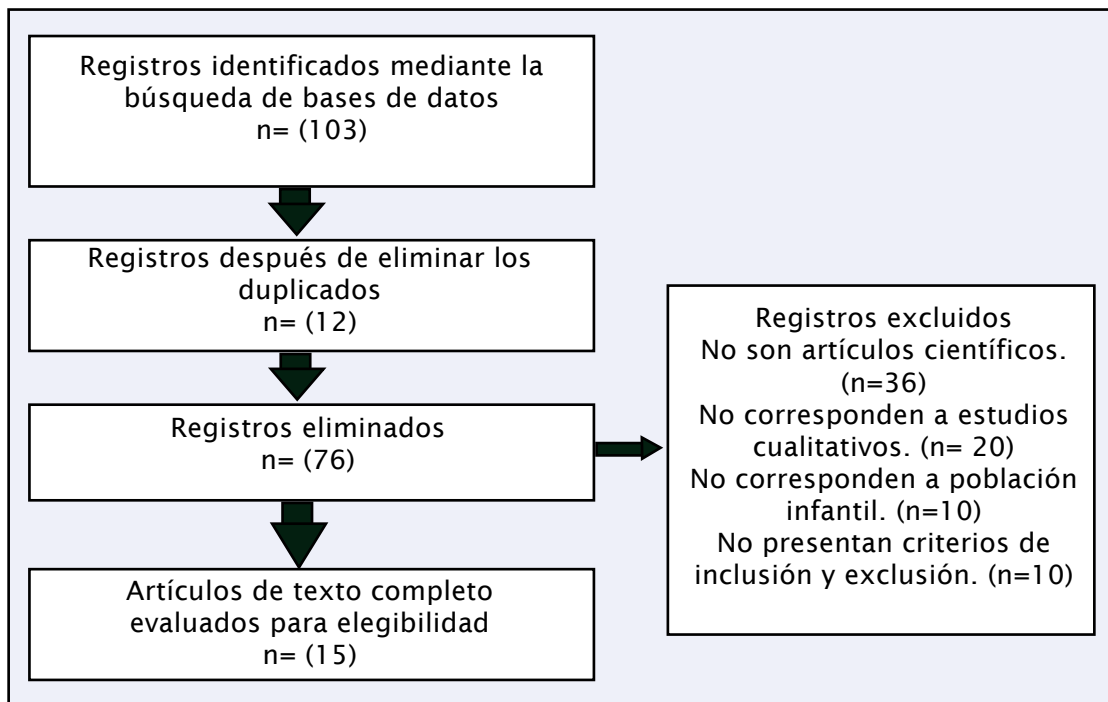 Registros identificados mediante la
búsqueda de bases de datos
n= (103)
Registros después de eliminar los
duplicados
n= (12)
Registros eliminados
n= (76)
Registros excluidos
No son artículos científicos.
(n=36)
No corresponden a estudios
cualitativos. (n= 20)
No corresponden a población
infantil. (n=10)
No presentan criterios de
inclusión y exclusión. (n=10)
Artículos de texto completo
evaluados para elegibilidad
n= (15)